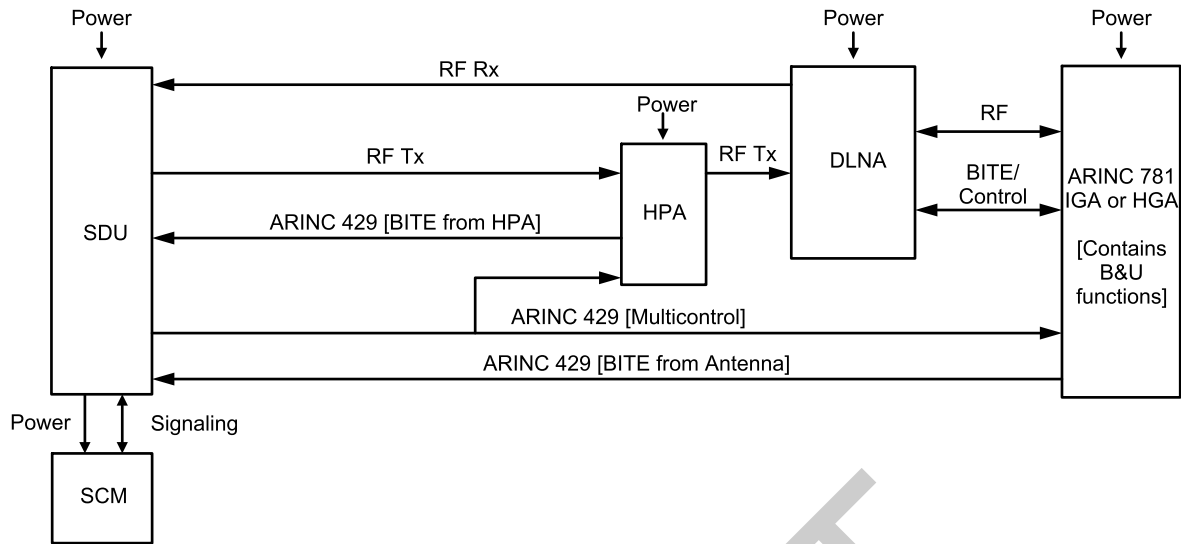 Power
Power
Power
RF Rx
Power
RF
RF Tx
RF Tx
DLNA
BITE/
Control
ARINC 781
IGA or HGA
[Contains
B&U
functions]
SDU
HPA
ARINC 429 [BITE from HPA]
ARINC 429 [Multicontrol]
ARINC 429 [BITE from Antenna]
Power
Signaling
SCM